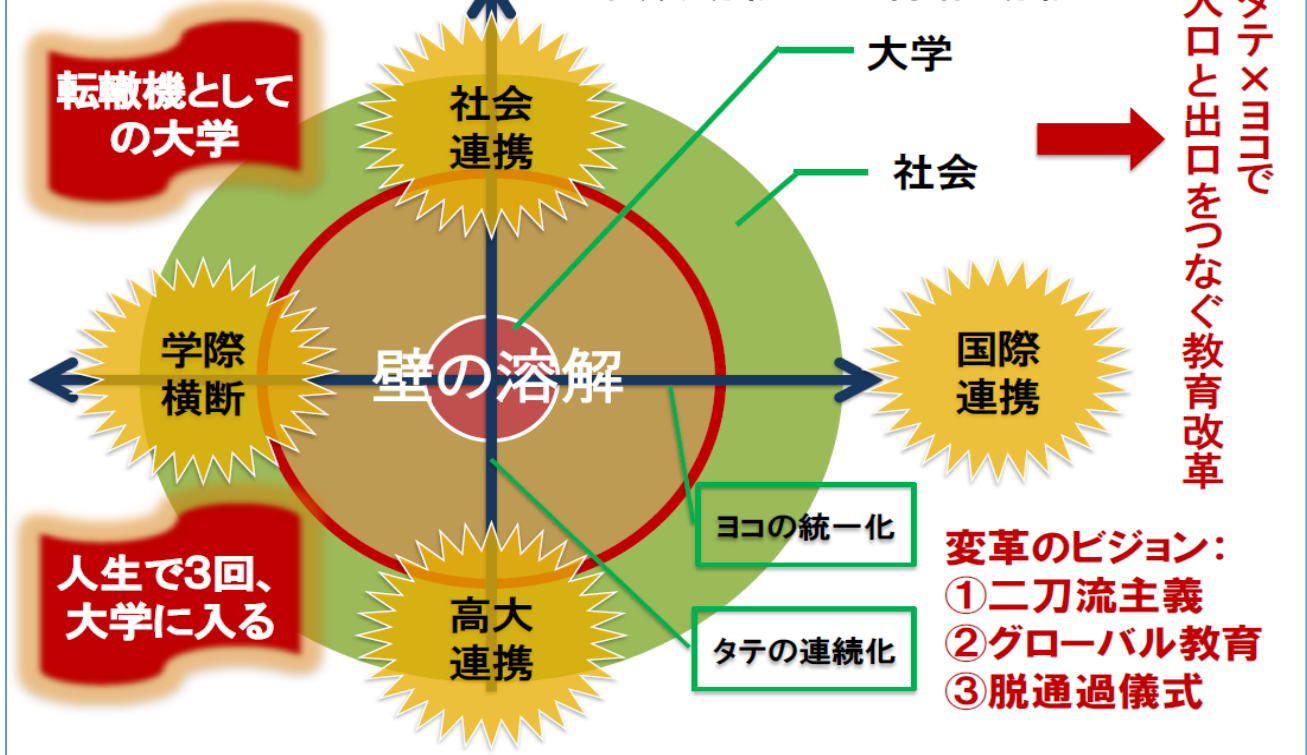 転轍機として
の大学
社会
連携
大学
社会
タテ×ヨコで
入口と出口をつなぐ教育改革
学際
横断
壁の溶解
国際
連携
ヨコの統一化
人生で3回、
大学に入る
高大
連携
タテの連続化
変革のビジョン:
①二刀流主義
②グローバル教育
③脱通過儀式